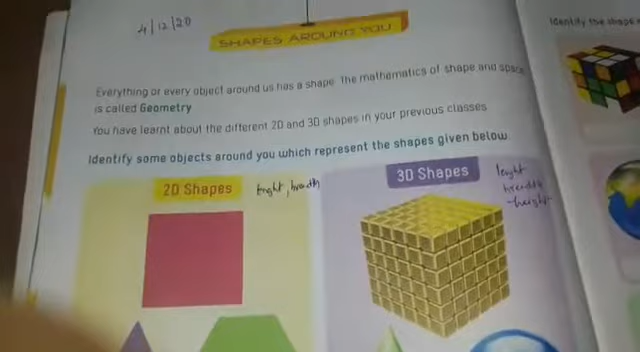 4/12/20
SHAPES AROUND YOU
Identify the shape
Everything or every object around us has a shape. The mathematics of shape and space
is called Geometry
You have learnt about the different 2D and 3D shapes in your previous classes
Identify some objects around you which represent the shapes given below
2D Shapes
lenght, breadth
3D Shapes
lenght
breadth
-height-